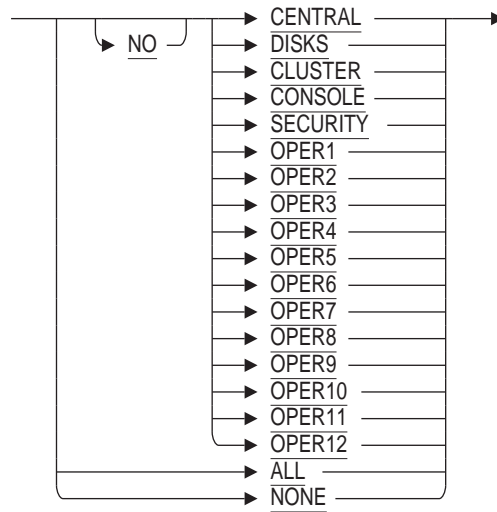 CENTRAL
NO
DISKS
CLUSTER
CONSOLE
SECURITY
OPER1
OPER2
OPER3
OPER4
OPER5
OPER6
OPER7
OPER8
OPER9
OPER10
OPER11
OPER12
ALL
NONE